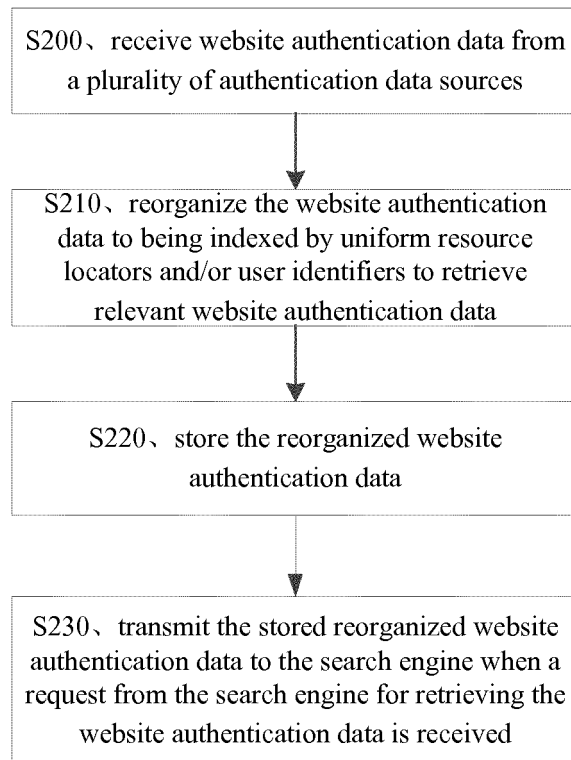 S200、receive website authentication data from
a plurality of authentication data sources
S210、reorganize the website authentication
data to being indexed by uniform resource
locators and/or user identifiers to retrieve
relevant website authentication data
S220、store the reorganized website
authentication data
S230、transmit the stored reorganized website
authentication data to the search engine when a
request from the search engine for retrieving the
website authentication data is received